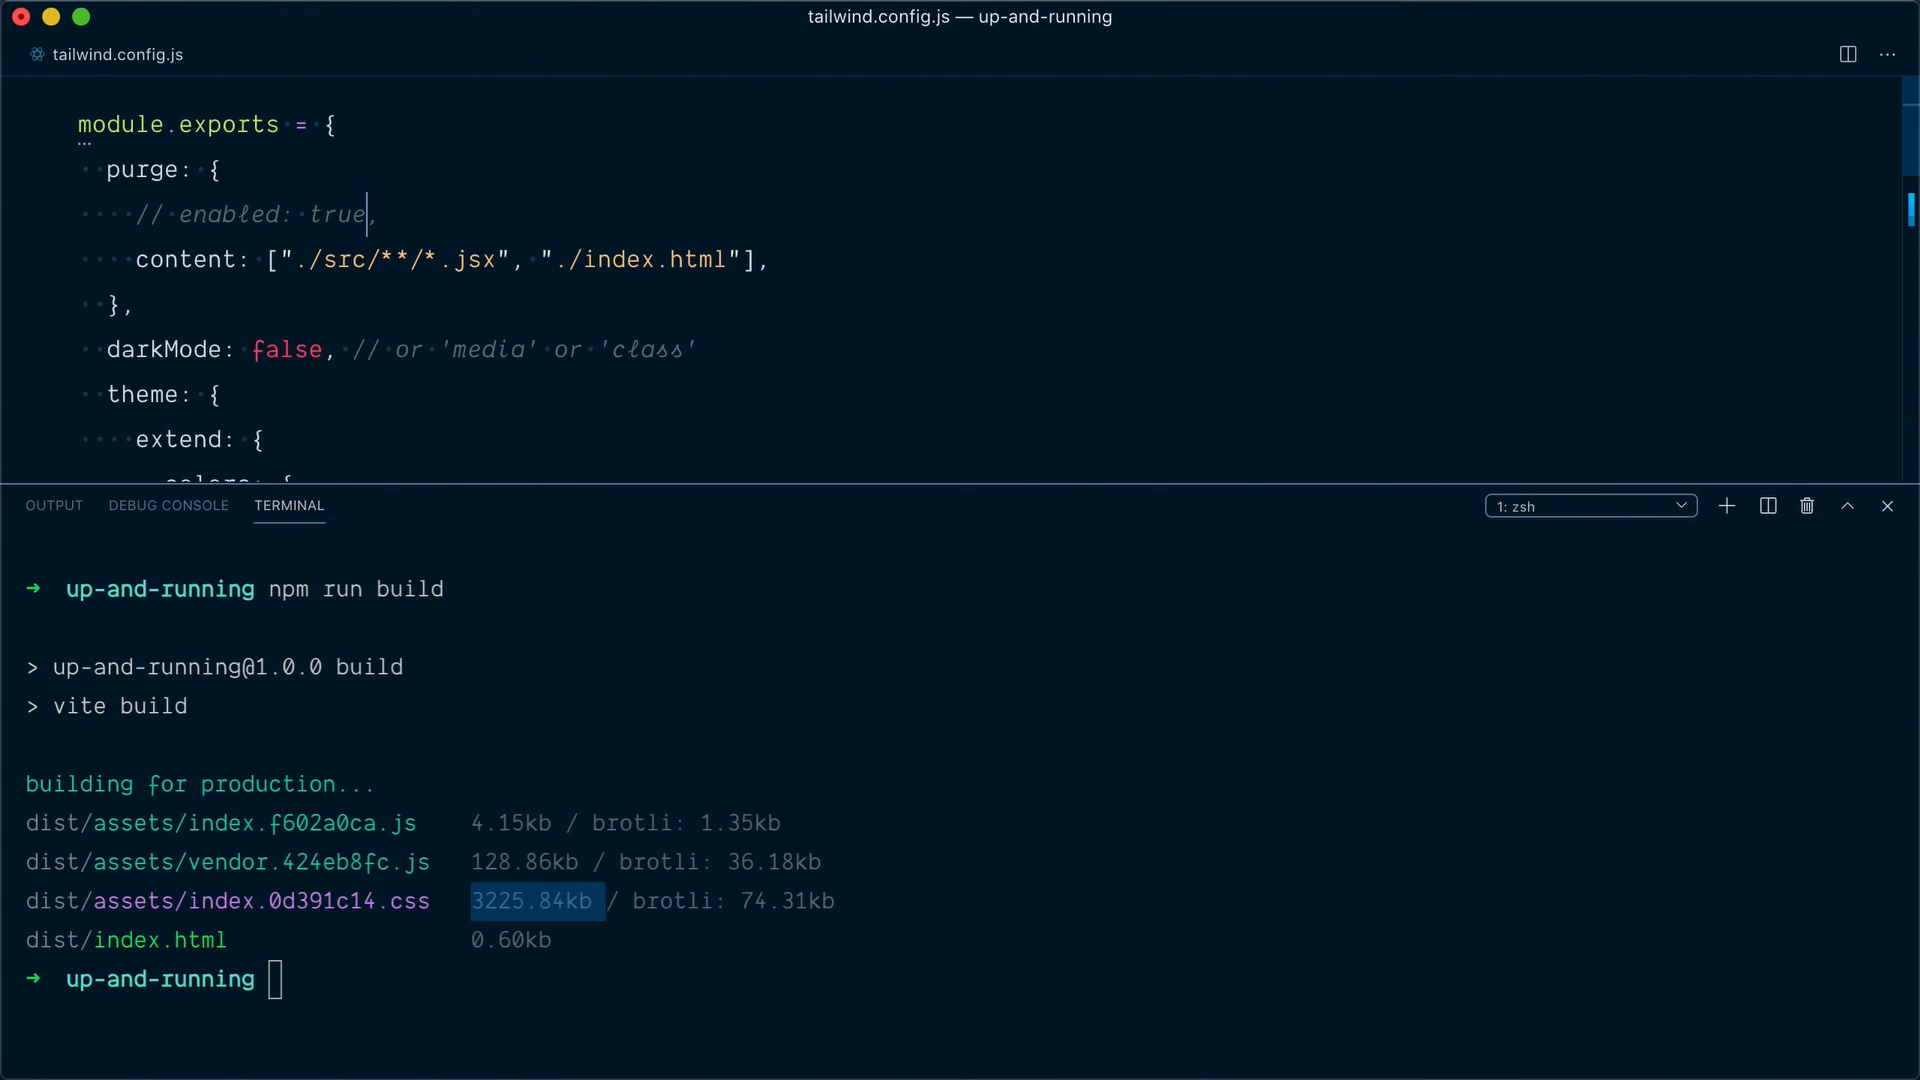 tailwind.config.js — up-and-running
tailwind.config.js
module.exports = {
purge: {
// enabled: true,
content: ["./src/**/*.jsx", "./index.html"],
},
darkMode: false, // or 'media' or 'class'
theme: {
extend: {
colors: {
OUTPUT DEBUG CONSOLE TERMINAL 1: zsh
➜ up-and-running npm run build
> up-and-running@1.0.0 build
> vite build
building for production...
dist/assets/index.f602a0ca.js 4.15kb / brotli: 1.35kb
dist/assets/vendor.424eb8fc.js 128.86kb / brotli: 36.18kb
dist/assets/index.0d391c14.css 3225.84kb / brotli: 74.31kb
dist/index.html 0.60kb
➜ up-and-running